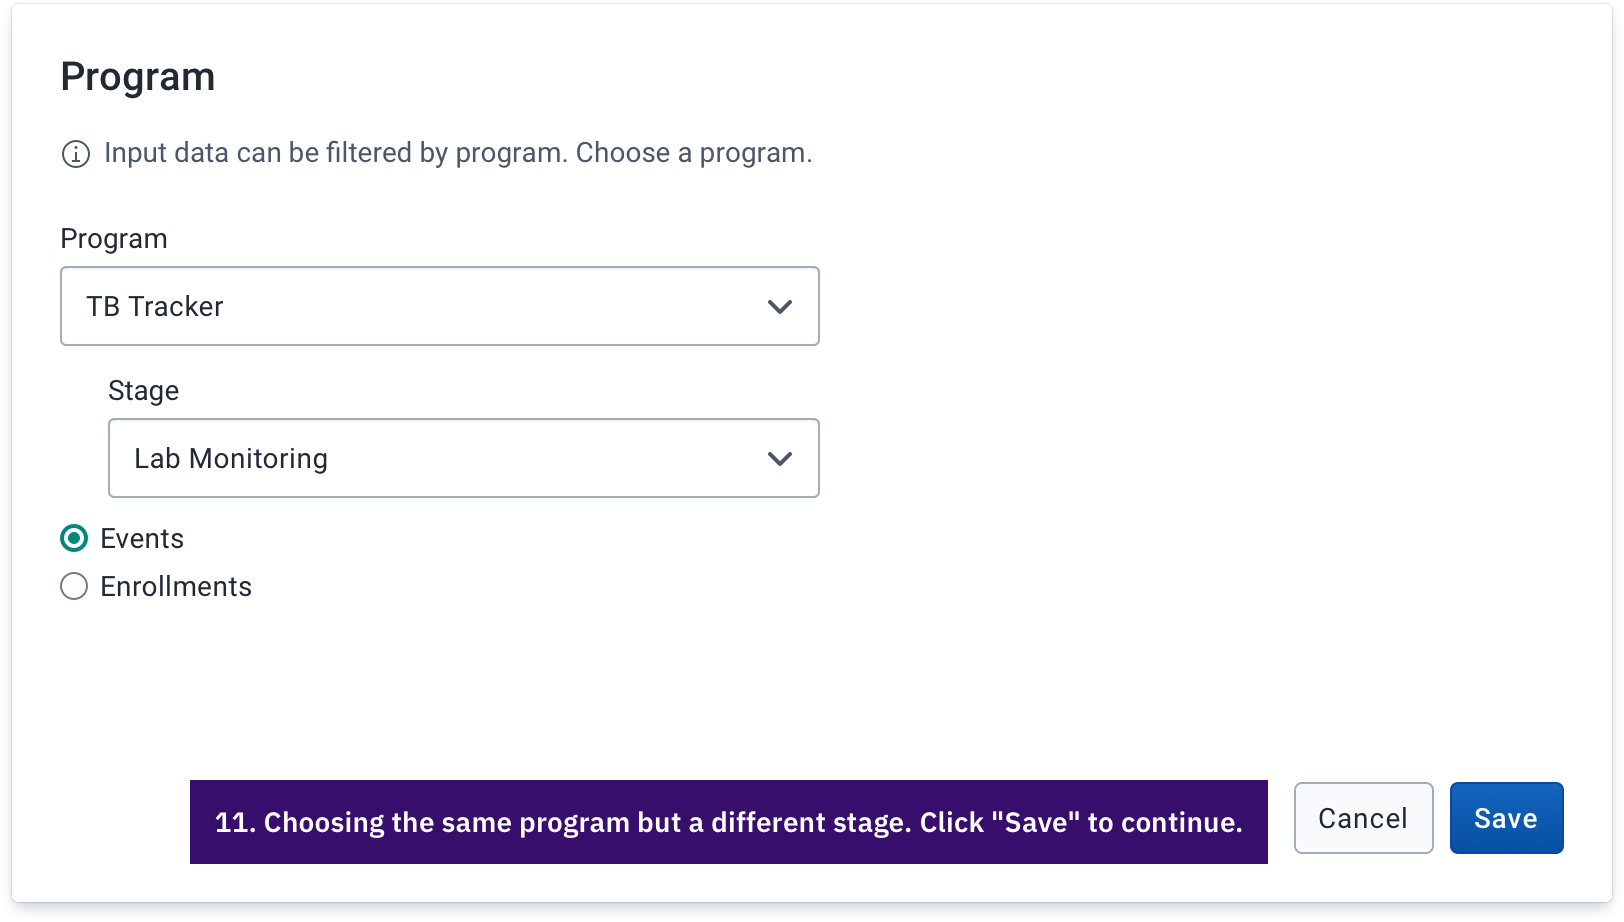 Program
Input data can be filtered by program. Choose a program.
Program
TB Tracker
Stage
Lab Monitoring
Events
Enrollments
11. Choosing the same program but a different stage. Click "Save" to continue.
Cancel
Save